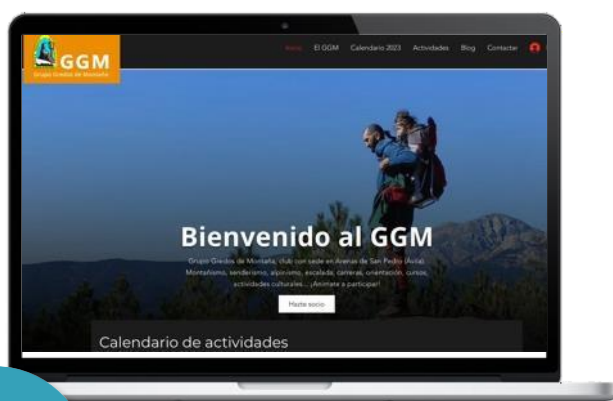 GGM
Grupo Gredos de Montaña
Inicio
El GGM
Calendario 2023
Actividades
Blog
Contactar
Bienvenido al GGM
Grupo Gredos de Montaña, club con sede en Arenas de San Pedro (Ávila).
Montañismo, senderismo, alpinismo, escalada, carreras, orientación, cursos,
actividades culturales... ¡Anímate a participar!
Hazte socio
Calendario de actividades